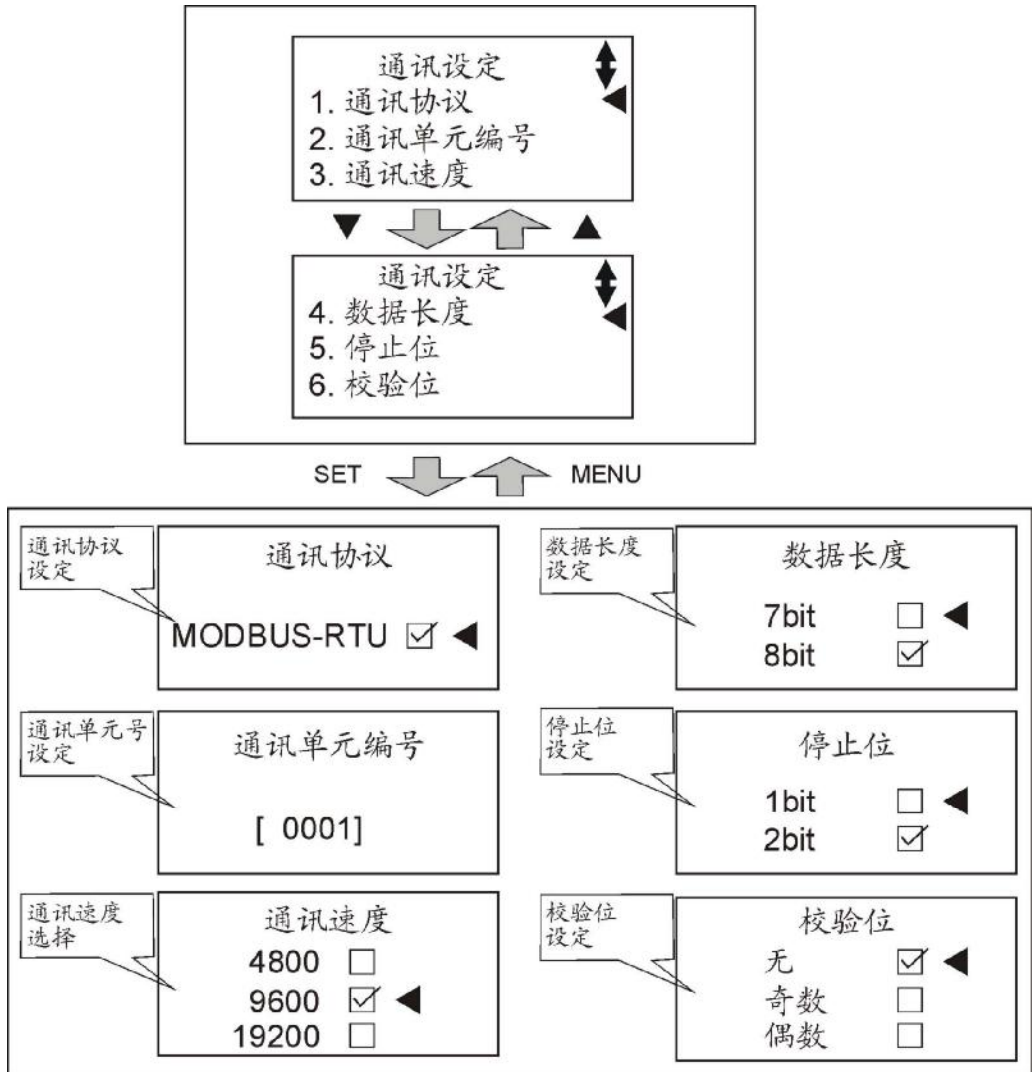 通讯设定
1. 通讯协议
2. 通讯单元编号
3. 通讯速度
通讯设定
4. 数据长度
5. 停止位
6. 校验位
SET
MENU
通讯协议
设定
通讯协议
MODBUS-RTU
通讯单元号
设定
通讯单元编号
[ 0001]
通讯速度
选择
通讯速度
4800
9600
19200
数据长度
设定
数据长度
7bit
8bit
停止位
设定
停止位
1bit
2bit
校验位
设定
校验位
无
奇数
偶数